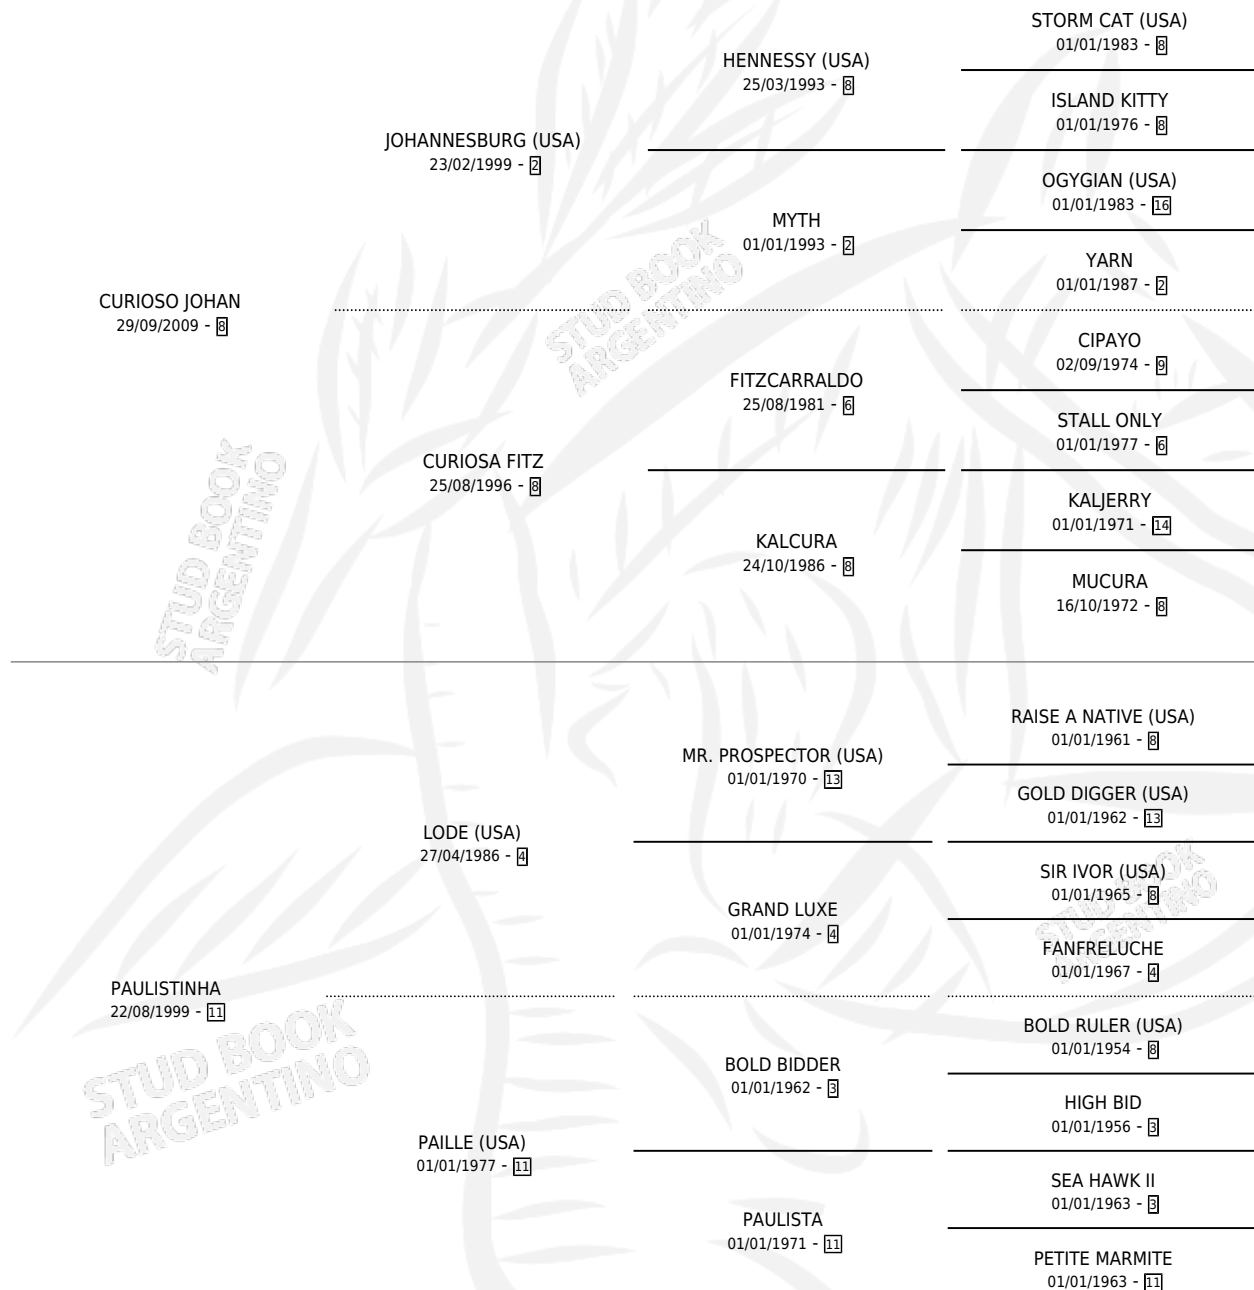 STORM CAT (USA)
01/01/1983 - 8
HENNESSY (USA)
25/03/1993 - 8
ISLAND KITTY
01/01/1976 - 8
JOHANNESBURG (USA)
23/02/1999 - 2
OGYGIAN (USA)
01/01/1983 - 16
MYTH
01/01/1993 - 2
YARN
01/01/1987 - 2
CURIOSO JOHAN
29/09/2009 - 8
CIPAYO
02/09/1974 - 9
FITZCARRALDO
25/08/1981 - 6
STALL ONLY
01/01/1977 - 6
CURIOSA FITZ
25/08/1996 - 8
KALJERRY
01/01/1971 - 14
KALCURA
24/10/1986 - 8
MUCURA
16/10/1972 - 8
STUD BOOK
ARGENTINO
STUD BOOK
ARGENTINO
RAISE A NATIVE (USA)
01/01/1961 - 8
MR. PROSPECTOR (USA)
01/01/1970 - 13
GOLD DIGGER (USA)
01/01/1962 - 13
LODE (USA)
27/04/1986 - 4
SIR IVOR (USA)
01/01/1965 - 8
GRAND LUXE
01/01/1974 - 4
FANFRELUCHE
01/01/1967 - 4
PAULISTINHA
22/08/1999 - 11
BOLD RULER (USA)
01/01/1954 - 8
BOLD BIDDER
01/01/1962 - 3
HIGH BID
01/01/1956 - 3
PAILLE (USA)
01/01/1977 - 11
SEA HAWK II
01/01/1963 - 3
PAULISTA
01/01/1971 - 11
PETITE MARMITE
01/01/1963 - 11
STUD BOOK
ARGENTINO
STUD BOOK
ARGENTINO